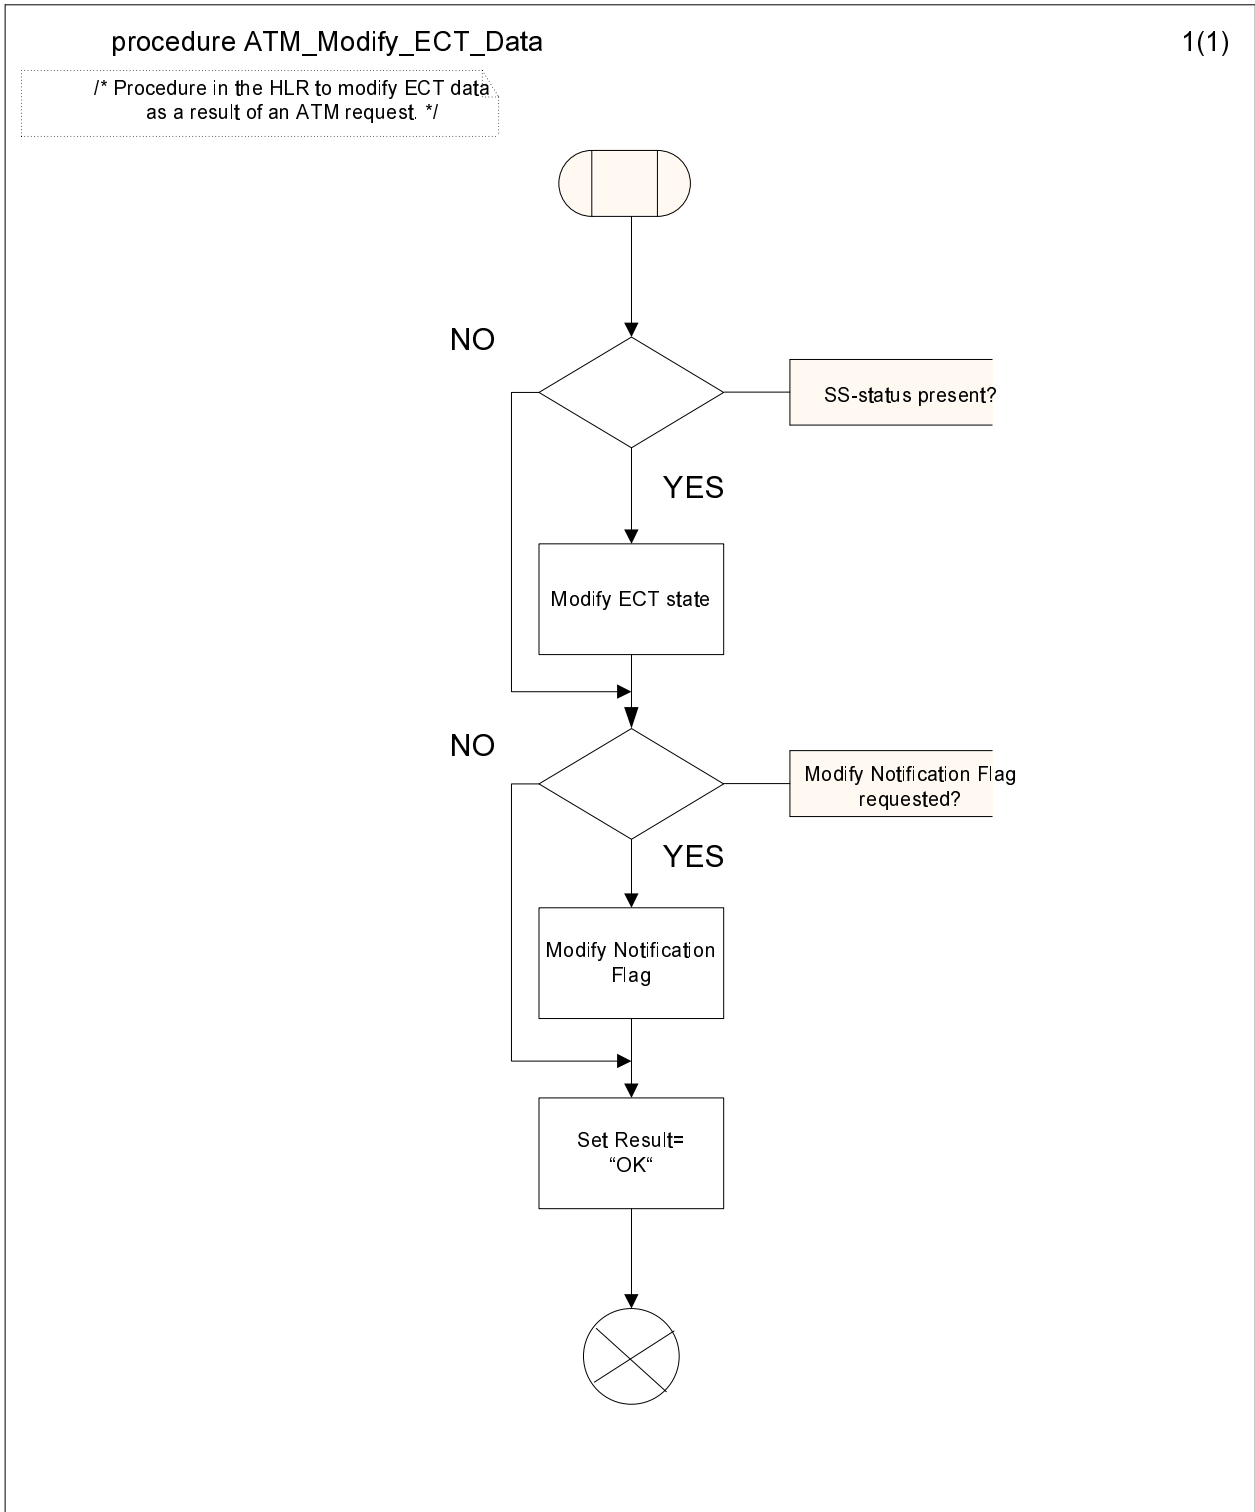 procedure ATM_Modify_ECT_Data
1(1)
/* Procedure in the HLR to modify ECT data
as a result of an ATM request. */
NO
SS-status present?
YES
Modify ECT state
NO
Modify Notification Flag
requested?
YES
Modify Notification
Flag
Set Result=
“OK“